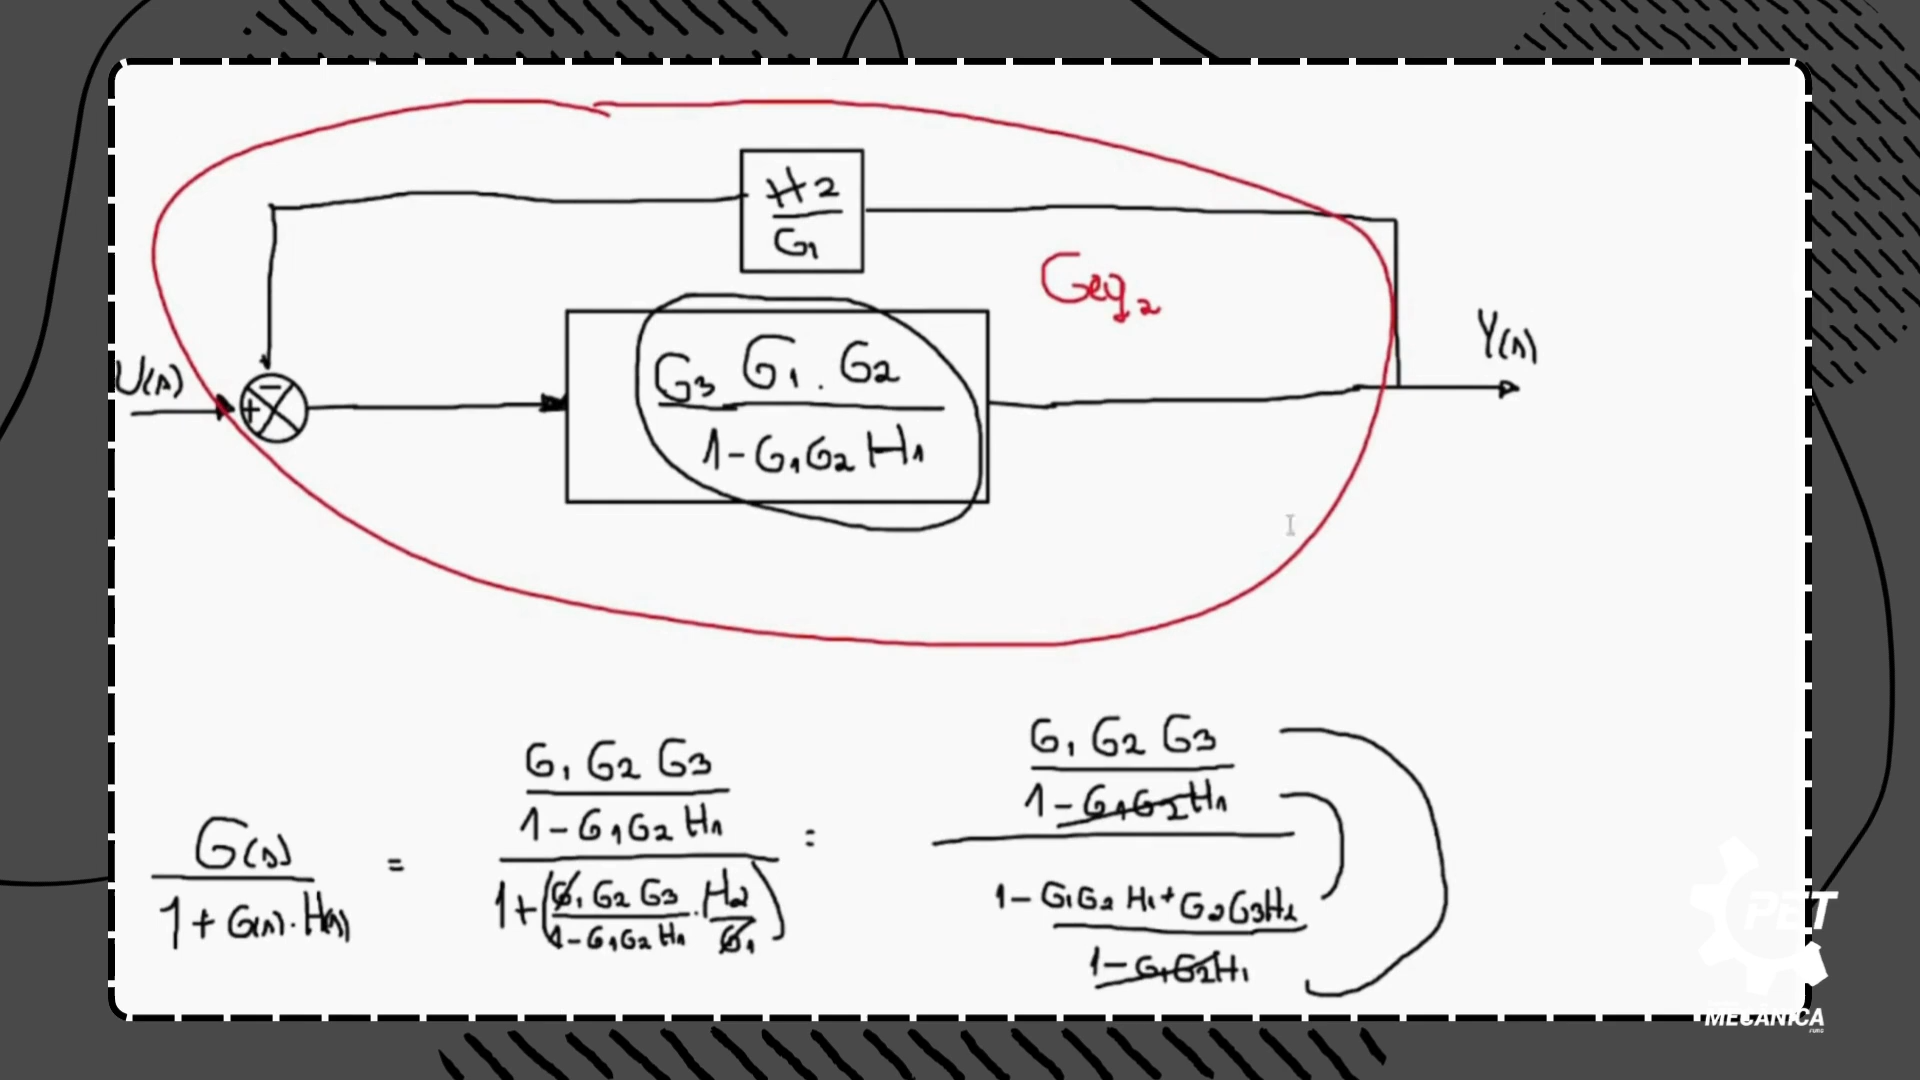 H2
G1
Geq2
U(s)
Y(s)
−
+
G3 G1 . G2
1 - G1G2 H1
G(s)
1 + G(s) . H(s)
=
G1 G2 G3
1 - G1G2 H1
1 + (G1 G2 G3 . H2)
1 - G1G2 H1 G1
=
G1 G2 G3
1 - G1G2H1
1 - G1G2 H1 + G2G3H2
1 - G1G2H1
PET
MECÂNICA
FURG